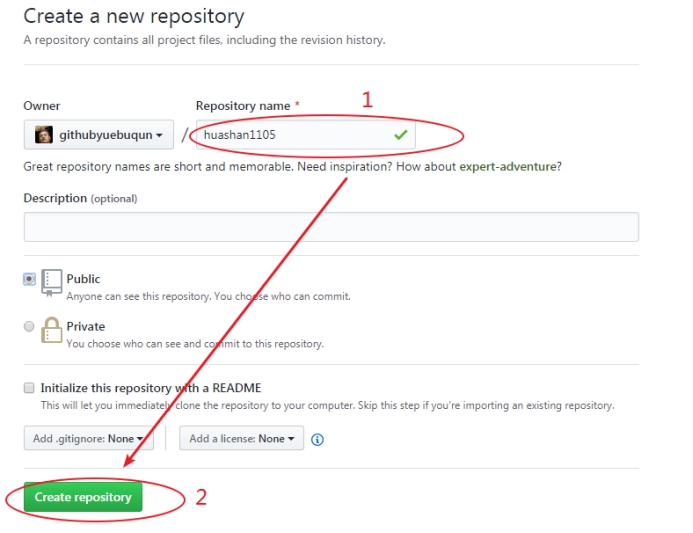 Create a new repository
A repository contains all project files, including the revision history.
1
Owner Repository name *
githubyuebuqun / huashan1105
Great repository names are short and memorable. Need inspiration? How about expert-adventure?
Description (optional)
Public
Anyone can see this repository. You choose who can commit.
Private
You choose who can see and commit to this repository.
Initialize this repository with a README
This will let you immediately clone the repository to your computer. Skip this step if you're importing an existing repository.
Add .gitignore: None Add a license: None
Create repository 2